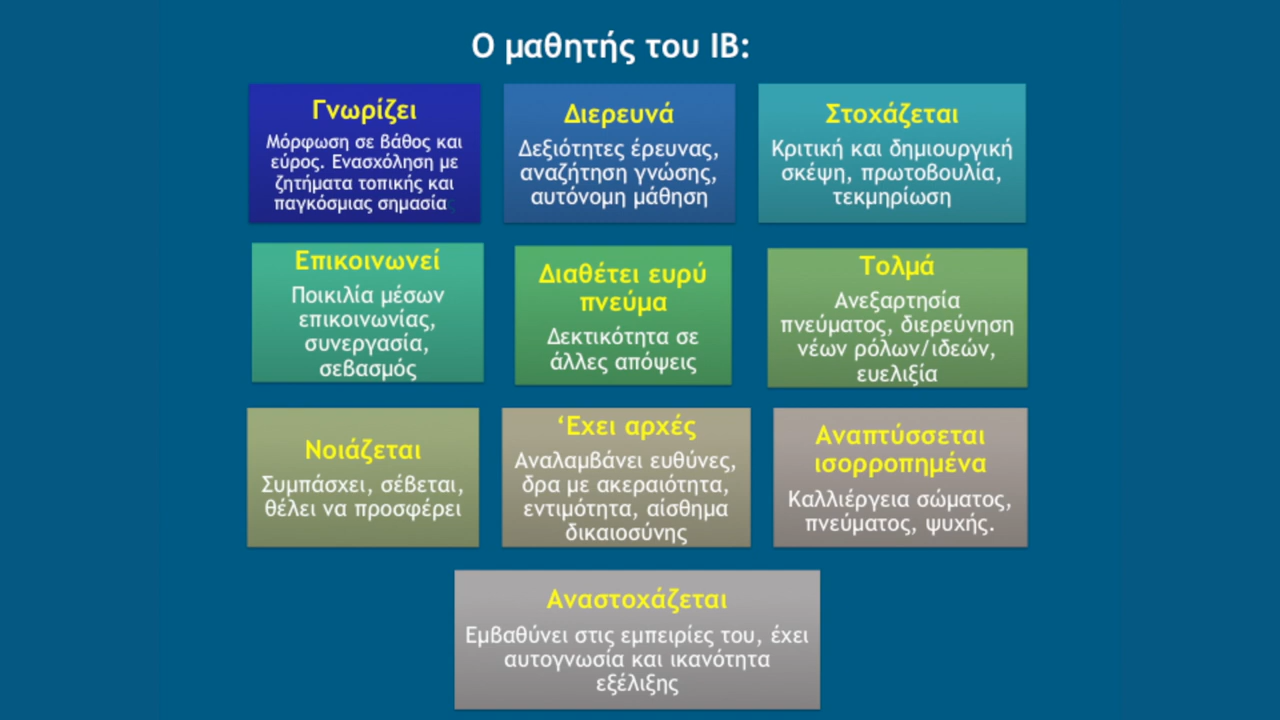 Ο μαθητής του ΙΒ:
Γνωρίζει
Μόρφωση σε βάθος και
εύρος. Ενασχόληση με
ζητήματα τοπικής και
παγκόσμιας σημασίας
Διερευνά
Δεξιότητες έρευνας,
αναζήτηση γνώσης,
αυτόνομη μάθηση
Στοχάζεται
Κριτική και δημιουργική
σκέψη, πρωτοβουλία,
τεκμηρίωση
Επικοινωνεί
Ποικιλία μέσων
επικοινωνίας,
συνεργασία,
σεβασμός
Διαθέτει ευρύ
πνεύμα
Δεκτικότητα σε
άλλες απόψεις
Τολμά
Ανεξαρτησία
πνεύματος, διερεύνηση
νέων ρόλων/ιδεών,
ευελιξία
Νοιάζεται
Συμπάσχει, σέβεται,
θέλει να προσφέρει
‘Εχει αρχές
Αναλαμβάνει ευθύνες,
δρα με ακεραιότητα,
εντιμότητα, αίσθημα
δικαιοσύνης
Αναπτύσσεται
ισορροπημένα
Καλλιέργεια σώματος,
πνεύματος, ψυχής.
Αναστοχάζεται
Εμβαθύνει στις εμπειρίες του, έχει
αυτογνωσία και ικανότητα
εξέλιξης